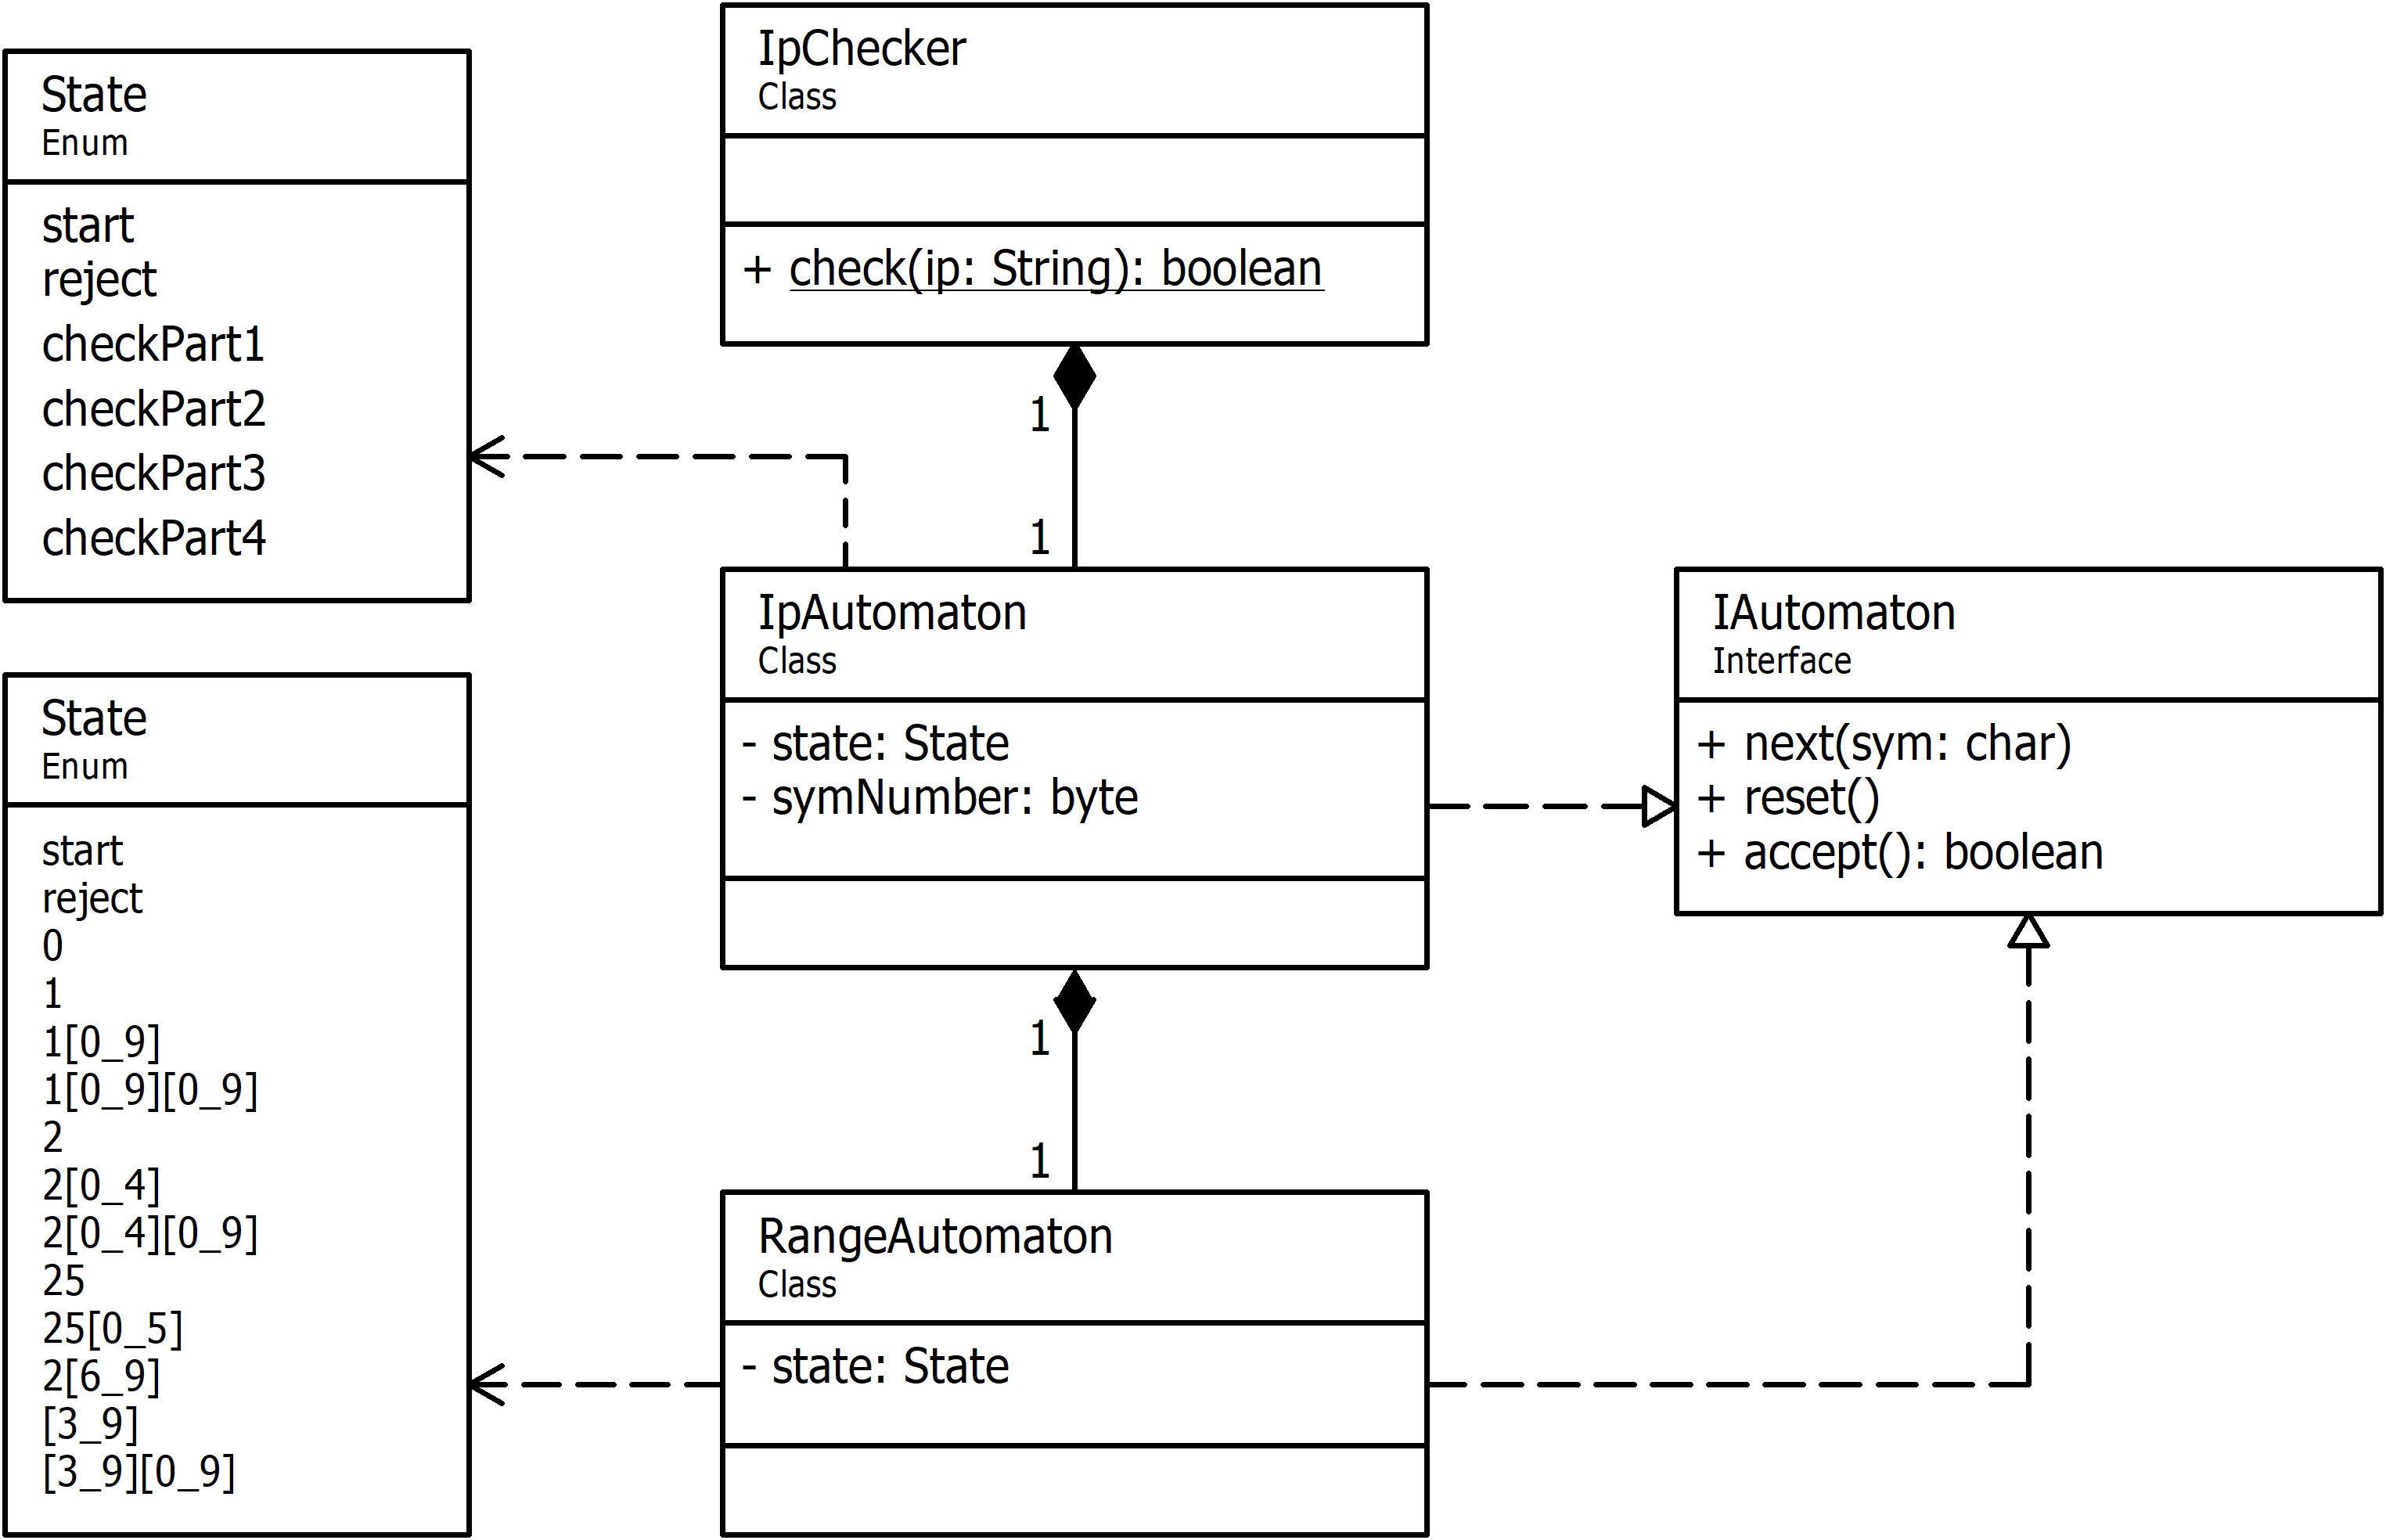 State
Enum
start
reject
checkPart1
checkPart2
checkPart3
checkPart4
IpChecker
Class
+ check(ip: String): boolean
1
1
IpAutomaton
Class
- state: State
- symNumber: byte
IAutomaton
Interface
+ next(sym: char)
+ reset()
+ accept(): boolean
State
Enum
start
reject
0
1
1[0_9]
1[0_9][0_9]
2
2[0_4]
2[0_4][0_9]
25
25[0_5]
2[6_9]
[3_9]
[3_9][0_9]
1
1
RangeAutomaton
Class
- state: State